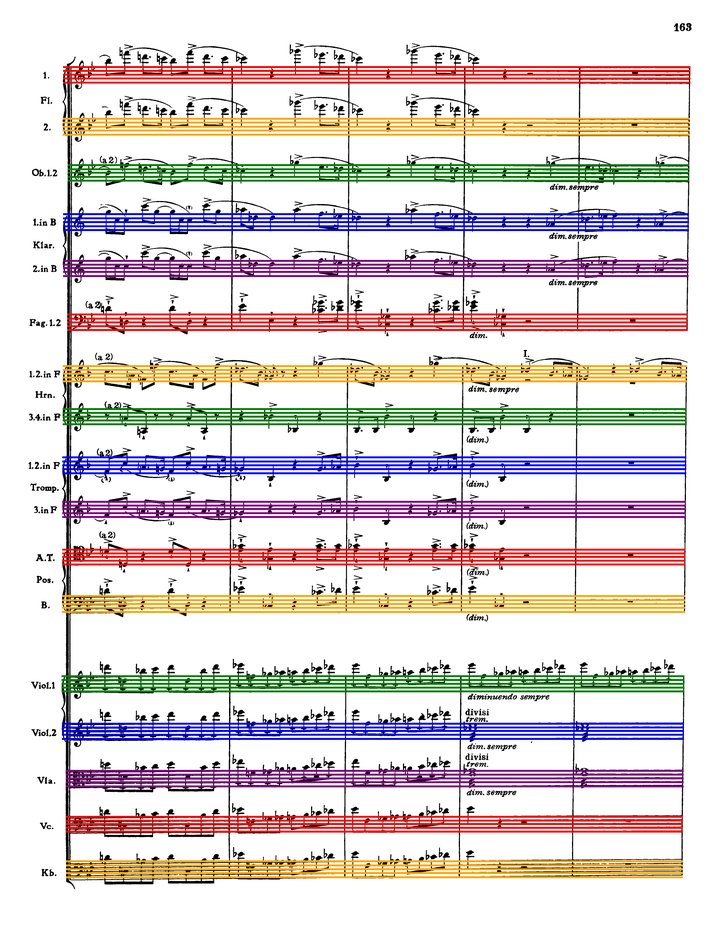 163
1.
Fl.
2.
Ob.1.2
(a 2)
dim. sempre
1.in B
dim. sempre
Klar.
2.in B
dim. sempre
Fag.1.2
(a 2)
dim.
1.2.in F
(a 2)
I.
dim. sempre
Hrn.
3.4.in F
(a 2)
(dim.)
1.2.in F
(a 2)
(dim.)
Tromp.
3.in F
(dim.)
A.T.
(a 2)
(dim.)
Pos.
B.
(dim.)
Viol.1
diminuendo sempre
Viol.2
divisi
trem.
dim. sempre
Vla.
divisi
trem.
dim. sempre
Vc.
Kb.